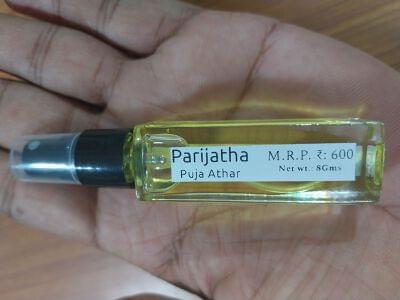 Parijatha
Puja Athar
M.R.P. ₹: 600
Net wt: 8Gms